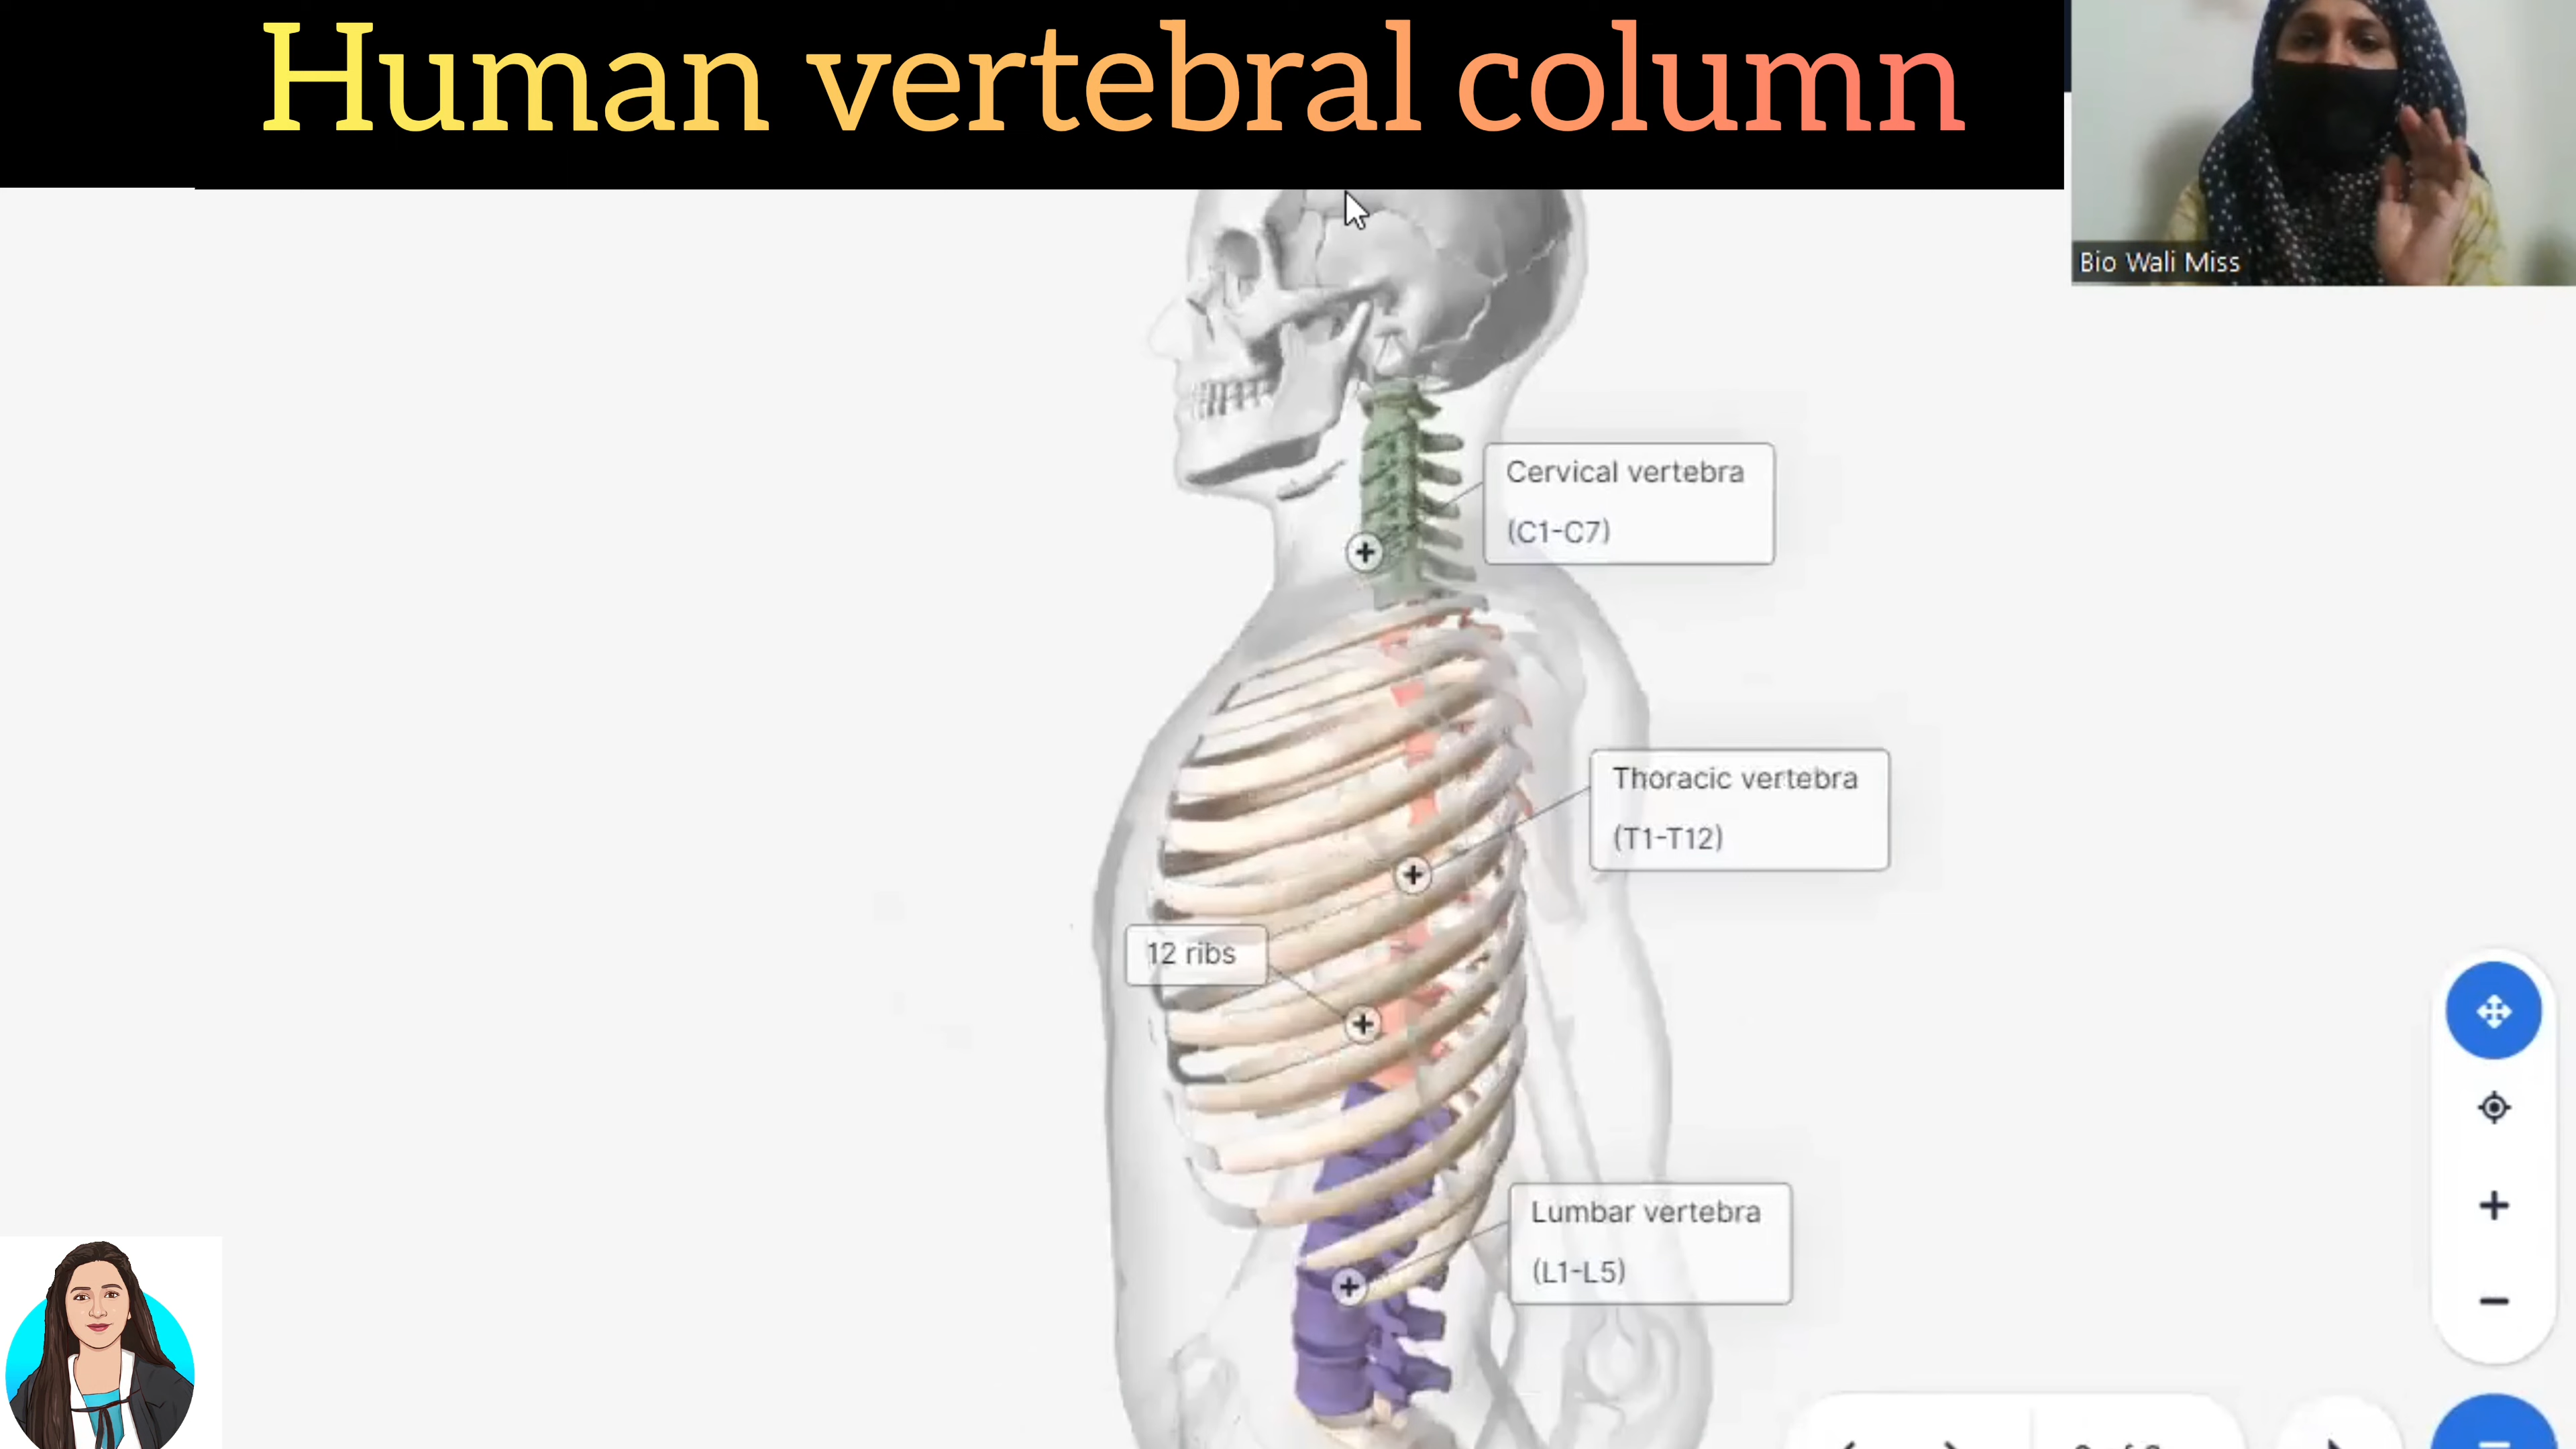 Human vertebral column
Bio Wali Miss
Cervical vertebra
(C1-C7)
Thoracic vertebra
(T1-T12)
12 ribs
Lumbar vertebra
(L1-L5)